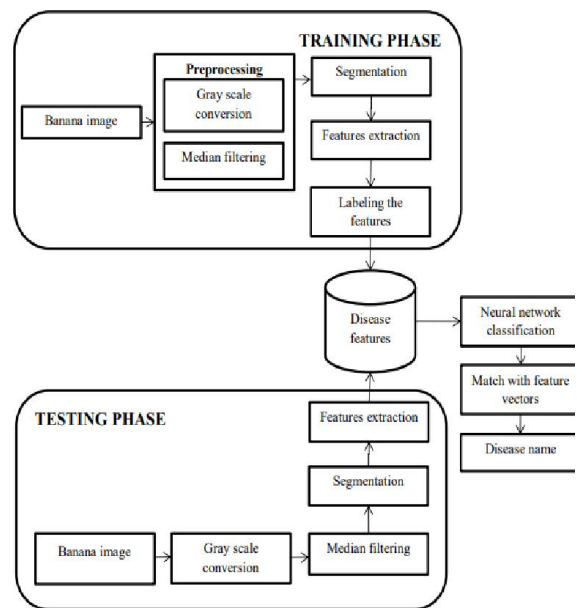 TRAINING PHASE
Preprocessing
Gray scale
conversion
Median filtering
Banana image
Segmentation
Features extraction
Labeling the
features
Disease
features
Neural network
classification
Match with feature
vectors
Disease name
TESTING PHASE
Features extraction
Segmentation
Banana image
Gray scale
conversion
Median filtering